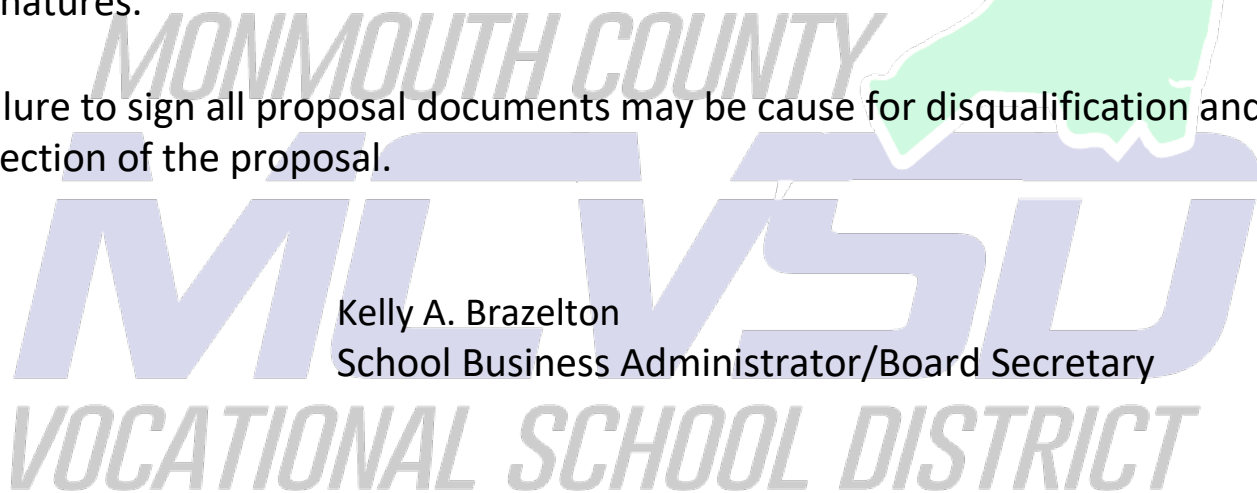 natures.
MONMOUTH COUNTY
lure to sign all proposal documents may be cause for disqualification and
ection of the proposal.
MCVSD
Kelly A. Brazelton
School Business Administrator/Board Secretary
VOCATIONAL SCHOOL DISTRICT